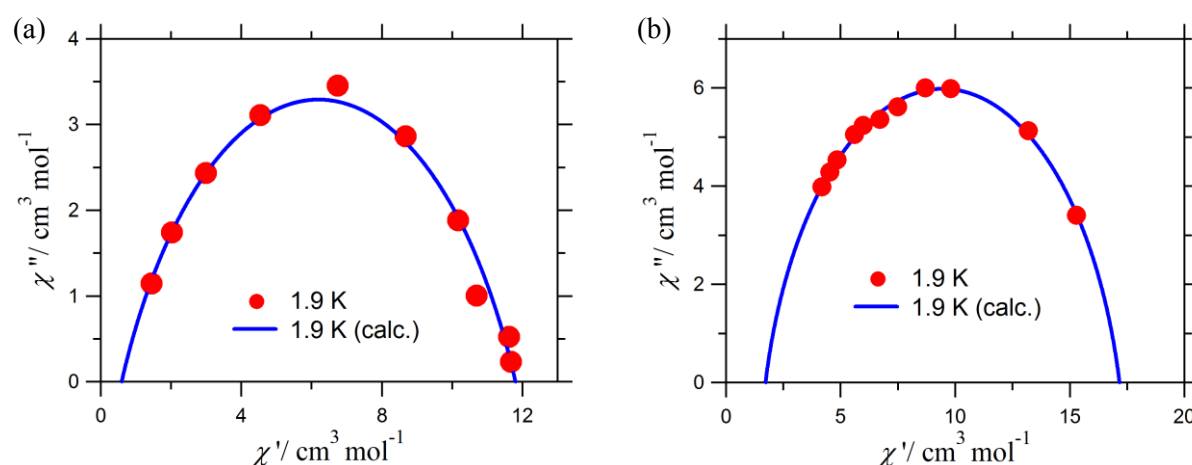 (a)
4
3
2
1
0
χ''/ cm³ mol⁻¹
1.9 K
1.9 K (calc.)
0 4 8 12
χ'/ cm³ mol⁻¹
(b)
6
4
2
0
χ''/ cm³ mol⁻¹
1.9 K
1.9 K (calc.)
0 5 10 15 20
χ'/ cm³ mol⁻¹